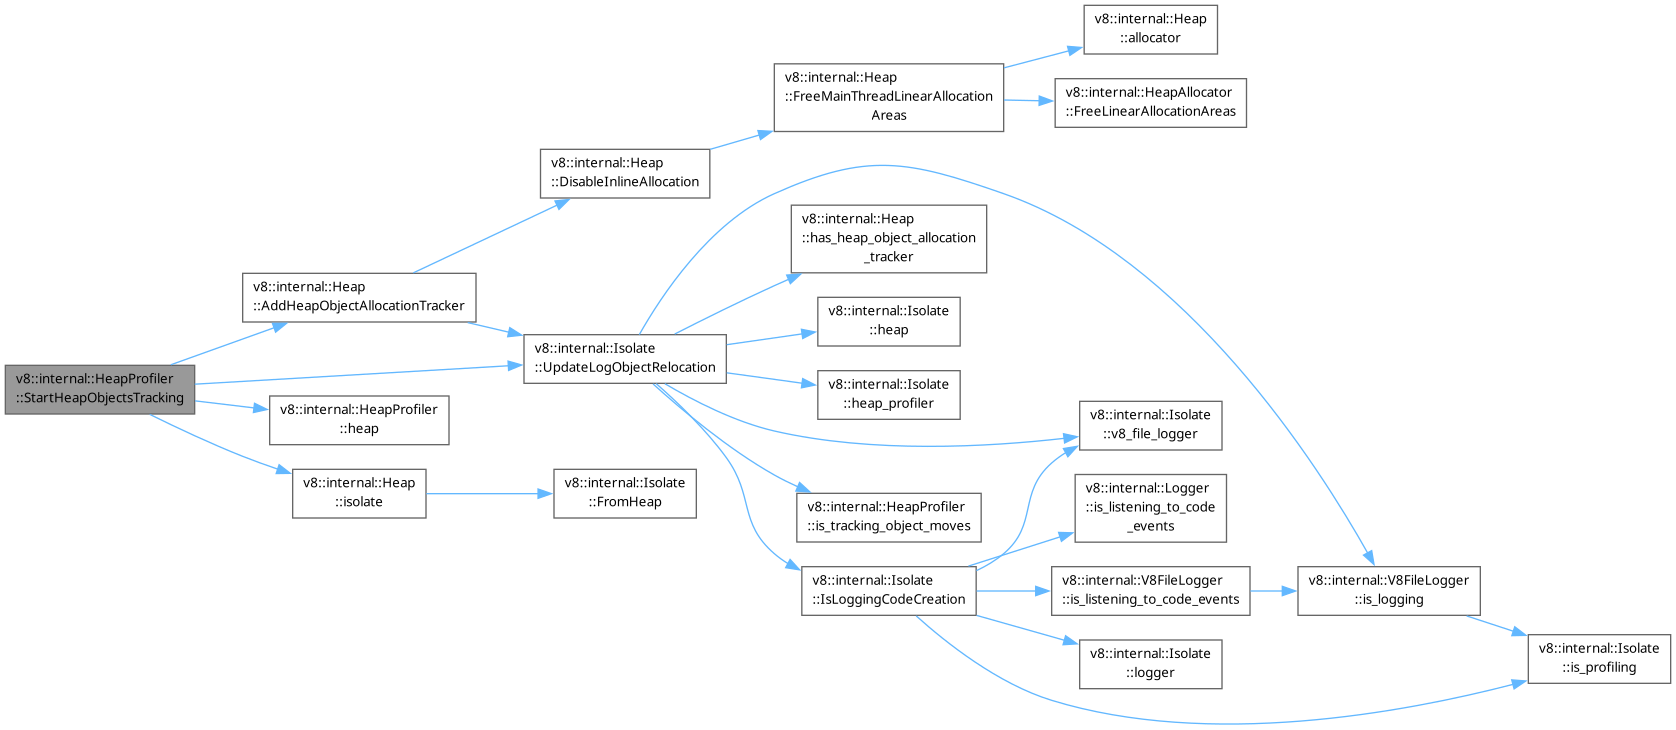 v8::internal::Heap
::allocator
v8::internal::Heap
::FreeMainThreadLinearAllocation
Areas
v8::internal::HeapAllocator
::FreeLinearAllocationAreas
v8::internal::Heap
::DisableInlineAllocation
v8::internal::Heap
::has_heap_object_allocation
_tracker
v8::internal::Heap
::AddHeapObjectAllocationTracker
v8::internal::Isolate
::heap
v8::internal::Isolate
::UpdateLogObjectRelocation
v8::internal::HeapProfiler
::StartHeapObjectsTracking
v8::internal::Isolate
::heap_profiler
v8::internal::HeapProfiler
::heap
v8::internal::Isolate
::v8_file_logger
v8::internal::Heap
::isolate
v8::internal::Isolate
::FromHeap
v8::internal::Logger
::is_listening_to_code
_events
v8::internal::HeapProfiler
::is_tracking_object_moves
v8::internal::Isolate
::IsLoggingCodeCreation
v8::internal::V8FileLogger
::is_listening_to_code_events
v8::internal::V8FileLogger
::is_logging
v8::internal::Isolate
::logger
v8::internal::Isolate
::is_profiling